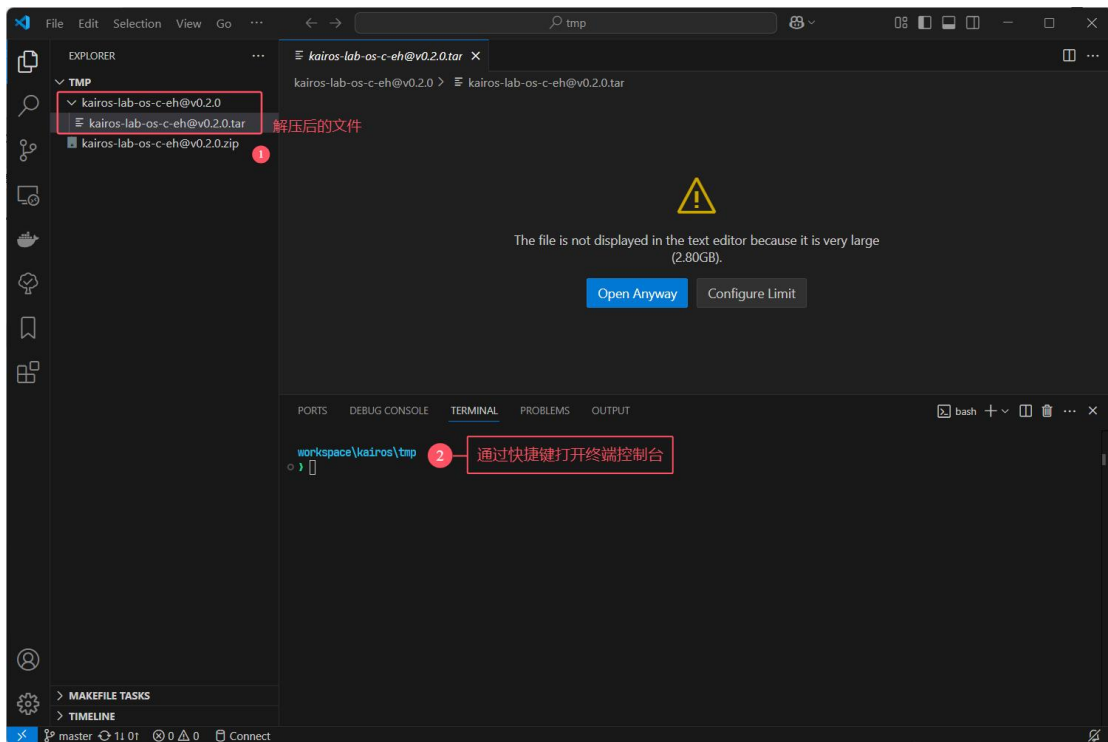 File Edit Selection View Go ···
tmp
EXPLORER ···
kairos-lab-os-c-eh@v0.2.0.tar
TMP
kairos-lab-os-c-eh@v0.2.0 > kairos-lab-os-c-eh@v0.2.0.tar
kairos-lab-os-c-eh@v0.2.0
kairos-lab-os-c-eh@v0.2.0.tar
解压后的文件
kairos-lab-os-c-eh@v0.2.0.zip
1
The file is not displayed in the text editor because it is very large
(2.80GB).
Open Anyway Configure Limit
PORTS DEBUG CONSOLE TERMINAL PROBLEMS OUTPUT
bash
workspace\kairos\tmp
2 通过快捷键打开终端控制台
MAKEFILE TASKS
TIMELINE
master 1↓ 0↑ 0 0 Connect